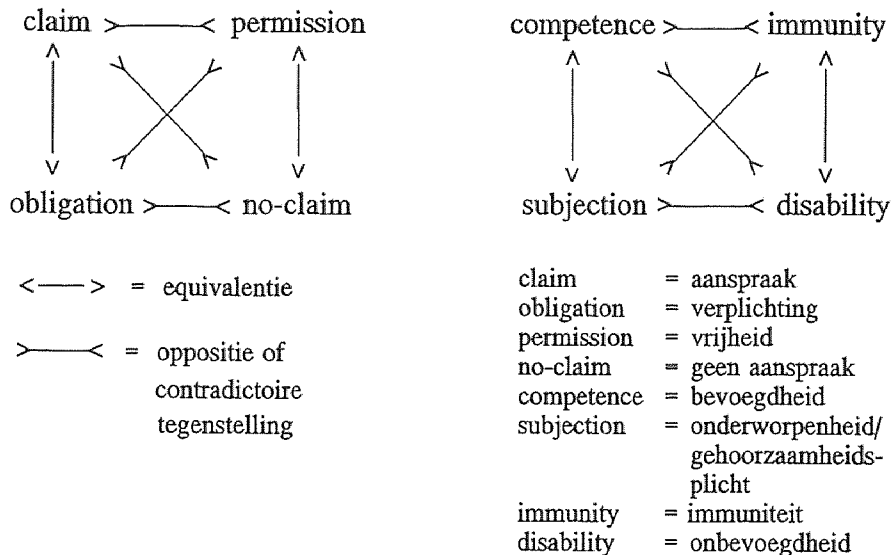 claim >—< permission
obligation >—< no-claim
<—> = equivalentie
>—< = oppositie of
contradictoire
tegenstelling
competence >—< immunity
subjection >—< disability
claim = aanspraak
obligation = verplichting
permission = vrijheid
no-claim = geen aanspraak
competence = bevoegdheid
subjection = onderworpenheid/
gehoorzaamheids-
plicht
immunity = immuniteit
disability = onbevoegdheid